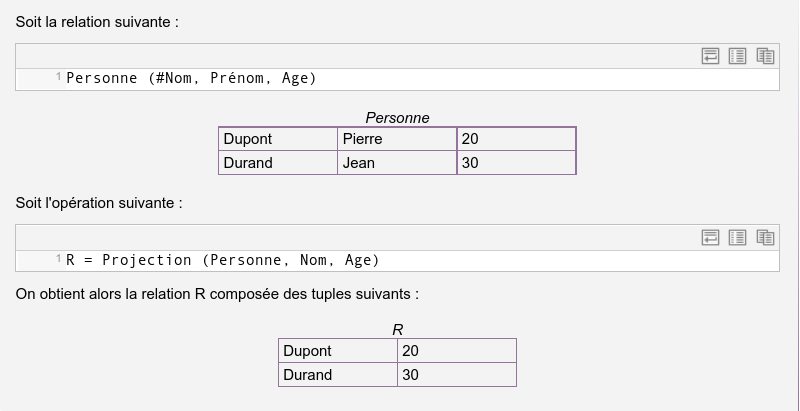 Soit la relation suivante :
1 Personne (#Nom, Prénom, Age)
Personne
Dupont Pierre 20
Durand Jean 30
Soit l'opération suivante :
1 R = Projection (Personne, Nom, Age)
On obtient alors la relation R composée des tuples suivants :
R
Dupont 20
Durand 30